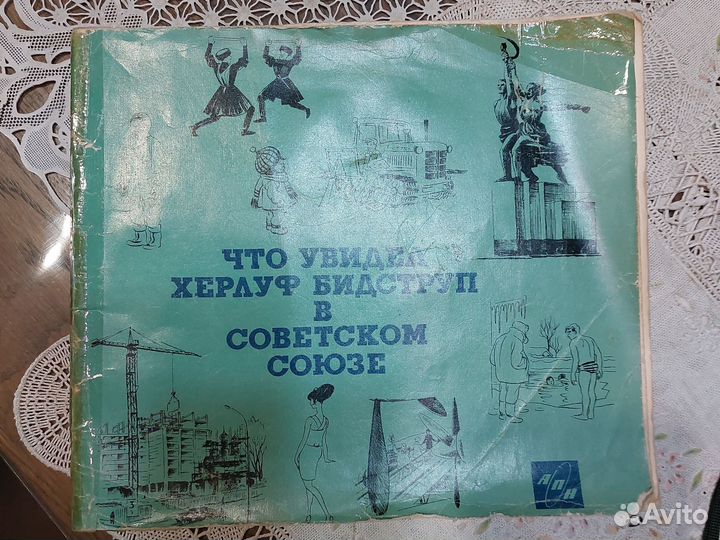 ЧТО УВИДЕЛ
ХЕРЛУФ БИДСТРУП
В
СОВЕТСКОМ
СОЮЗЕ
АПН
Avito